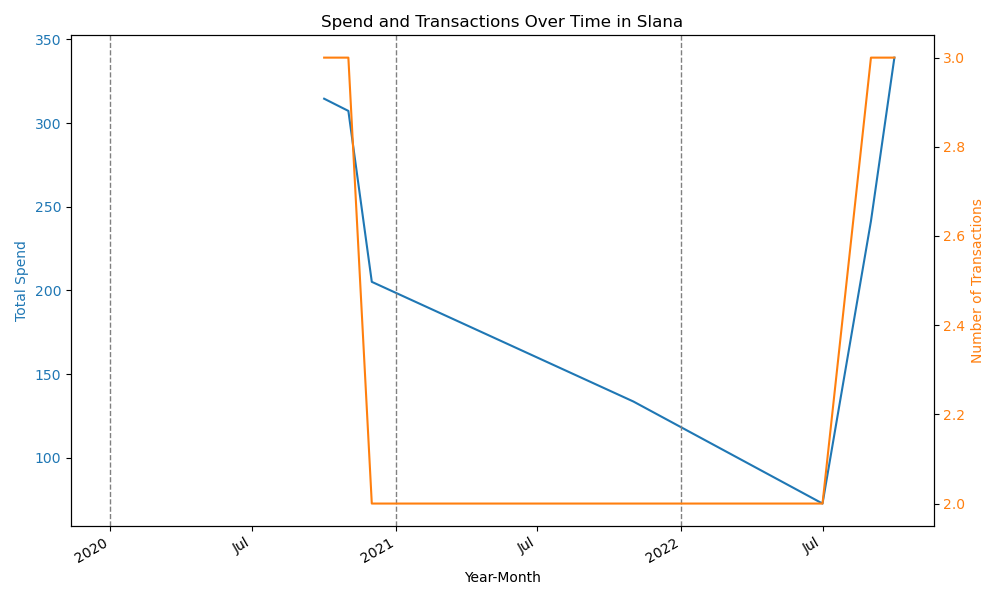 Spend and Transactions Over Time in Slana
350
300
250
200
150
100
Total Spend
3.0
2.8
2.6
2.4
2.2
2.0
Number of Transactions
2020
Jul
2021
Jul
2022
Jul
Year-Month